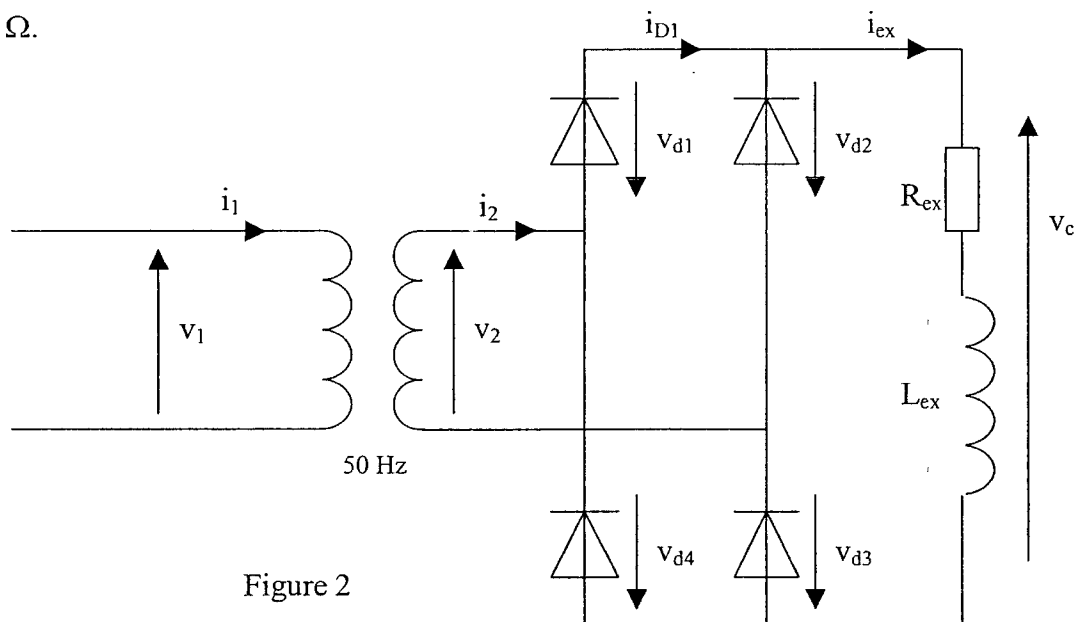 Ω.
i_D1
i_ex
v_d1
v_d2
i_1
i_2
R_ex
v_c
v_1
v_2
L_ex
50 Hz
v_d4
v_d3
Figure 2